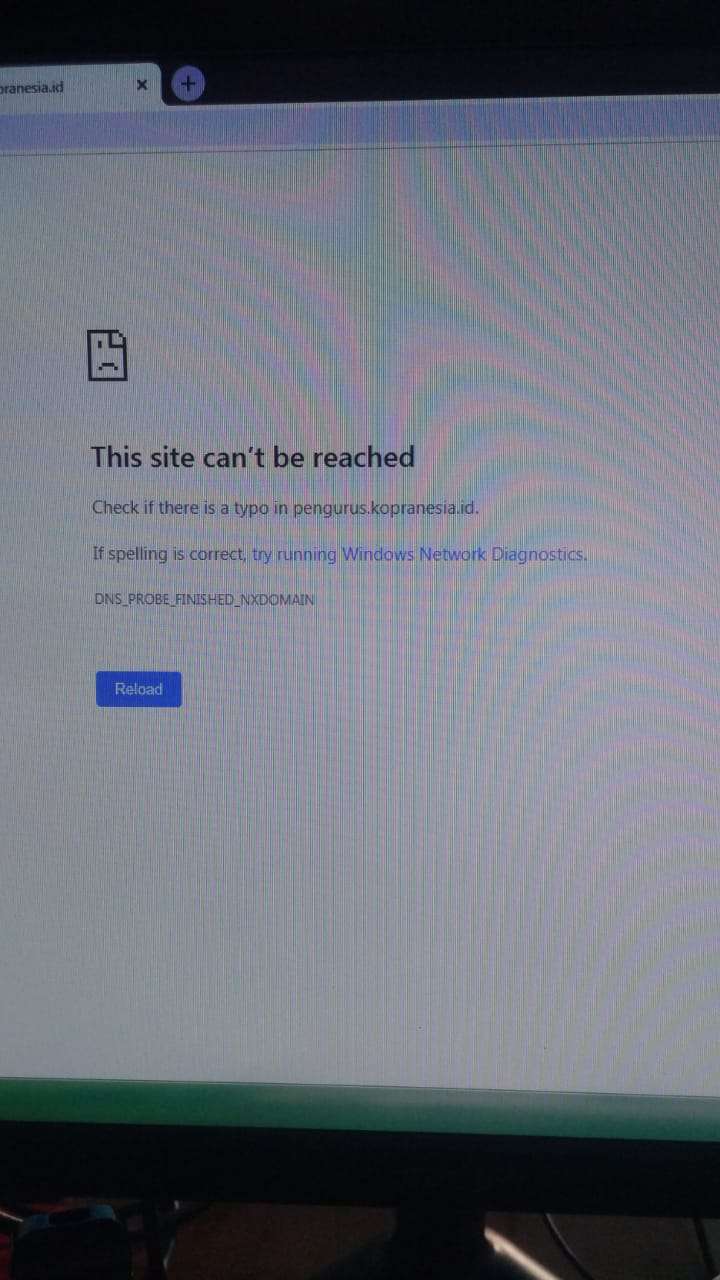 pranesia.id
This site can't be reached
Check if there is a typo in pengurus.kopranesia.id.
If spelling is correct, try running Windows Network Diagnostics.
DNS_PROBE_FINISHED_NXDOMAIN
Reload